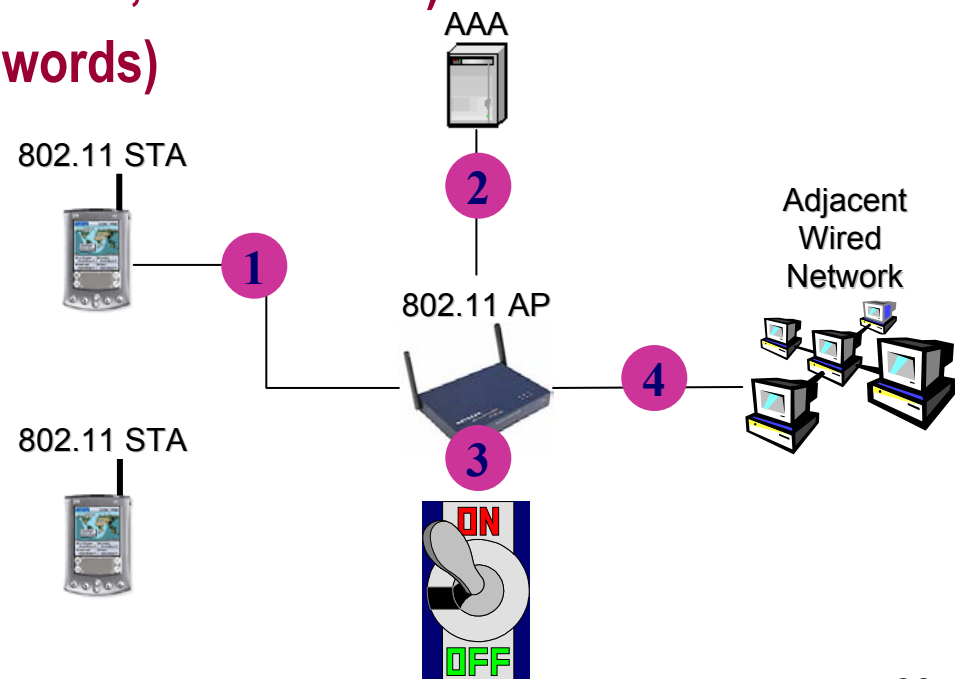 words)
AAA
802.11 STA
2
Adjacent
Wired
Network
1
802.11 AP
4
802.11 STA
3
ON
OFF